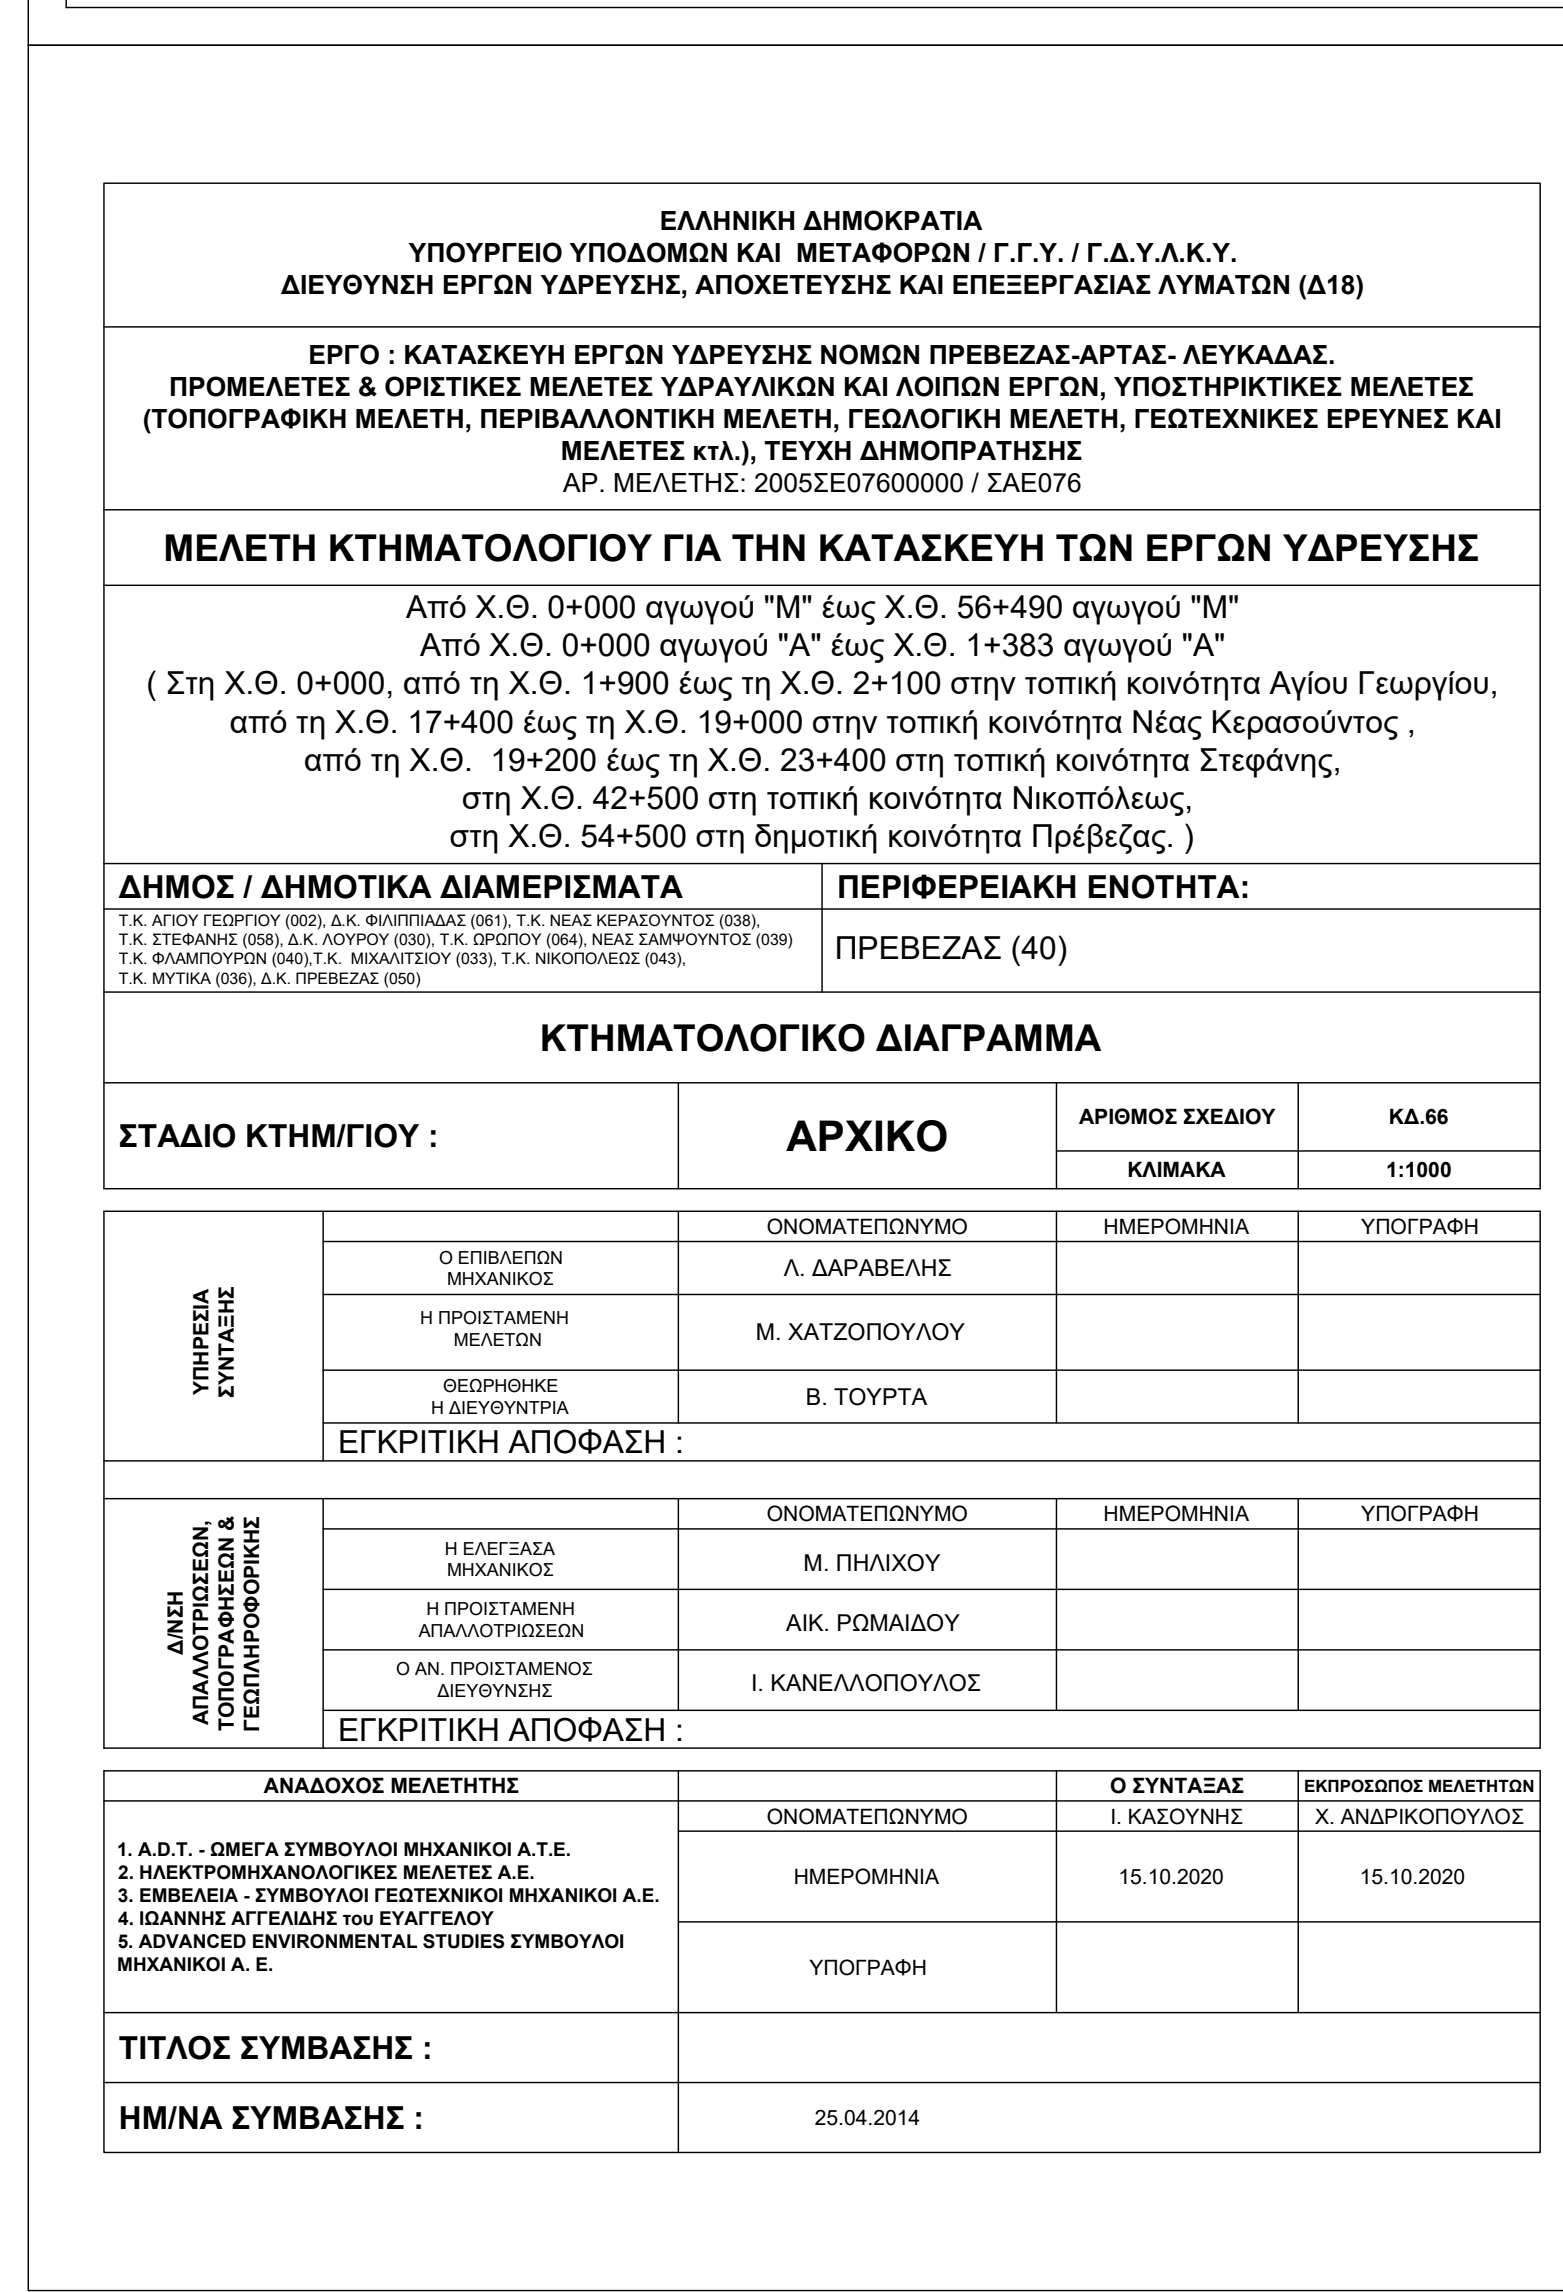 ΕΛΛΗΝΙΚΗ ΔΗΜΟΚΡΑΤΙΑ
ΥΠΟΥΡΓΕΙΟ ΥΠΟΔΟΜΩΝ ΚΑΙ ΜΕΤΑΦΟΡΩΝ / Γ.Γ.Υ. / Γ.Δ.Υ.Λ.Κ.Υ.
ΔΙΕΥΘΥΝΣΗ ΕΡΓΩΝ ΥΔΡΕΥΣΗΣ, ΑΠΟΧΕΤΕΥΣΗΣ ΚΑΙ ΕΠΕΞΕΡΓΑΣΙΑΣ ΛΥΜΑΤΩΝ (Δ18)
ΕΡΓΟ : ΚΑΤΑΣΚΕΥΗ ΕΡΓΩΝ ΥΔΡΕΥΣΗΣ ΝΟΜΩΝ ΠΡΕΒΕΖΑΣ-ΑΡΤΑΣ- ΛΕΥΚΑΔΑΣ.
ΠΡΟΜΕΛΕΤΕΣ & ΟΡΙΣΤΙΚΕΣ ΜΕΛΕΤΕΣ ΥΔΡΑΥΛΙΚΩΝ ΚΑΙ ΛΟΙΠΩΝ ΕΡΓΩΝ, ΥΠΟΣΤΗΡΙΚΤΙΚΕΣ ΜΕΛΕΤΕΣ
(ΤΟΠΟΓΡΑΦΙΚΗ ΜΕΛΕΤΗ, ΠΕΡΙΒΑΛΛΟΝΤΙΚΗ ΜΕΛΕΤΗ, ΓΕΩΛΟΓΙΚΗ ΜΕΛΕΤΗ, ΓΕΩΤΕΧΝΙΚΕΣ ΕΡΕΥΝΕΣ ΚΑΙ
ΜΕΛΕΤΕΣ κτλ.), ΤΕΥΧΗ ΔΗΜΟΠΡΑΤΗΣΗΣ
ΑΡ. ΜΕΛΕΤΗΣ: 2005ΣΕ07600000 / ΣΑΕ076
ΜΕΛΕΤΗ ΚΤΗΜΑΤΟΛΟΓΙΟΥ ΓΙΑ ΤΗΝ ΚΑΤΑΣΚΕΥΗ ΤΩΝ ΕΡΓΩΝ ΥΔΡΕΥΣΗΣ
Από Χ.Θ. 0+000 αγωγού "Μ" έως Χ.Θ. 56+490 αγωγού "Μ"
Από Χ.Θ. 0+000 αγωγού "Α" έως Χ.Θ. 1+383 αγωγού "Α"
( Στη Χ.Θ. 0+000, από τη Χ.Θ. 1+900 έως τη Χ.Θ. 2+100 στην τοπική κοινότητα Αγίου Γεωργίου,
από τη Χ.Θ. 17+400 έως τη Χ.Θ. 19+000 στην τοπική κοινότητα Νέας Κερασούντος ,
από τη Χ.Θ. 19+200 έως τη Χ.Θ. 23+400 στη τοπική κοινότητα Στεφάνης,
στη Χ.Θ. 42+500 στη τοπική κοινότητα Νικοπόλεως,
στη Χ.Θ. 54+500 στη δημοτική κοινότητα Πρέβεζας. )
ΔΗΜΟΣ / ΔΗΜΟΤΙΚΑ ΔΙΑΜΕΡΙΣΜΑΤΑ
ΠΕΡΙΦΕΡΕΙΑΚΗ ΕΝΟΤΗΤΑ:
Τ.Κ. ΑΓΙΟΥ ΓΕΩΡΓΙΟΥ (002), Δ.Κ. ΦΙΛΙΠΠΙΑΔΑΣ (061), Τ.Κ. ΝΕΑΣ ΚΕΡΑΣΟΥΝΤΟΣ (038),
Τ.Κ. ΣΤΕΦΑΝΗΣ (058), Δ.Κ. ΛΟΥΡΟΥ (030), Τ.Κ. ΩΡΩΠΟΥ (064), ΝΕΑΣ ΣΑΜΨΟΥΝΤΟΣ (039)
Τ.Κ. ΦΛΑΜΠΟΥΡΩΝ (040),Τ.Κ. ΜΙΧΑΛΙΤΣΙΟΥ (033), Τ.Κ. ΝΙΚΟΠΟΛΕΩΣ (043),
Τ.Κ. ΜΥΤΙΚΑ (036), Δ.Κ. ΠΡΕΒΕΖΑΣ (050)
ΠΡΕΒΕΖΑΣ (40)
ΚΤΗΜΑΤΟΛΟΓΙΚΟ ΔΙΑΓΡΑΜΜΑ
ΣΤΑΔΙΟ ΚΤΗΜ/ΓΙΟΥ :
ΑΡΧΙΚΟ
ΑΡΙΘΜΟΣ ΣΧΕΔΙΟΥ
ΚΔ.66
ΚΛΙΜΑΚΑ
1:1000
ΥΠΗΡΕΣΙΑ
ΣΥΝΤΑΞΗΣ
ΟΝΟΜΑΤΕΠΩΝΥΜΟ
ΗΜΕΡΟΜΗΝΙΑ
ΥΠΟΓΡΑΦΗ
Ο ΕΠΙΒΛΕΠΩΝ
ΜΗΧΑΝΙΚΟΣ
Λ. ΔΑΡΑΒΕΛΗΣ
Η ΠΡΟΙΣΤΑΜΕΝΗ
ΜΕΛΕΤΩΝ
Μ. ΧΑΤΖΟΠΟΥΛΟΥ
ΘΕΩΡΗΘΗΚΕ
Η ΔΙΕΥΘΥΝΤΡΙΑ
Β. ΤΟΥΡΤΑ
ΕΓΚΡΙΤΙΚΗ ΑΠΟΦΑΣΗ :
Δ/ΝΣΗ
ΑΠΑΛΛΟΤΡΙΩΣΕΩΝ,
ΤΟΠΟΓΡΑΦΗΣΕΩΝ &
ΓΕΩΠΛΗΡΟΦΟΡΙΚΗΣ
ΟΝΟΜΑΤΕΠΩΝΥΜΟ
ΗΜΕΡΟΜΗΝΙΑ
ΥΠΟΓΡΑΦΗ
Η ΕΛΕΓΞΑΣΑ
ΜΗΧΑΝΙΚΟΣ
Μ. ΠΗΛΙΧΟΥ
Η ΠΡΟΙΣΤΑΜΕΝΗ
ΑΠΑΛΛΟΤΡΙΩΣΕΩΝ
ΑΙΚ. ΡΩΜΑΙΔΟΥ
Ο ΑΝ. ΠΡΟΙΣΤΑΜΕΝΟΣ
ΔΙΕΥΘΥΝΣΗΣ
Ι. ΚΑΝΕΛΛΟΠΟΥΛΟΣ
ΕΓΚΡΙΤΙΚΗ ΑΠΟΦΑΣΗ :
ΑΝΑΔΟΧΟΣ ΜΕΛΕΤΗΤΗΣ
Ο ΣΥΝΤΑΞΑΣ
ΕΚΠΡΟΣΩΠΟΣ ΜΕΛΕΤΗΤΩΝ
ΟΝΟΜΑΤΕΠΩΝΥΜΟ
Ι. ΚΑΣΟΥΝΗΣ
Χ. ΑΝΔΡΙΚΟΠΟΥΛΟΣ
1. A.D.T. - ΩΜΕΓΑ ΣΥΜΒΟΥΛΟΙ ΜΗΧΑΝΙΚΟΙ Α.Τ.Ε.
2. ΗΛΕΚΤΡΟΜΗΧΑΝΟΛΟΓΙΚΕΣ ΜΕΛΕΤΕΣ Α.Ε.
3. ΕΜΒΕΛΕΙΑ - ΣΥΜΒΟΥΛΟΙ ΓΕΩΤΕΧΝΙΚΟΙ ΜΗΧΑΝΙΚΟΙ Α.Ε.
4. ΙΩΑΝΝΗΣ ΑΓΓΕΛΙΔΗΣ του ΕΥΑΓΓΕΛΟΥ
5. ADVANCED ENVIRONMENTAL STUDIES ΣΥΜΒΟΥΛΟΙ
ΜΗΧΑΝΙΚΟΙ Α. Ε.
ΗΜΕΡΟΜΗΝΙΑ
15.10.2020
15.10.2020
ΥΠΟΓΡΑΦΗ
ΤΙΤΛΟΣ ΣΥΜΒΑΣΗΣ :
ΗΜ/ΝΑ ΣΥΜΒΑΣΗΣ :
25.04.2014